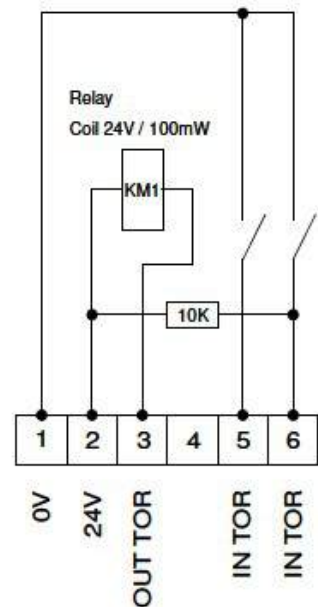 Relay
Coil 24V / 100mW
KM1
10K
1 2 3 4 5 6
0V
24V
OUT TOR
IN TOR
IN TOR